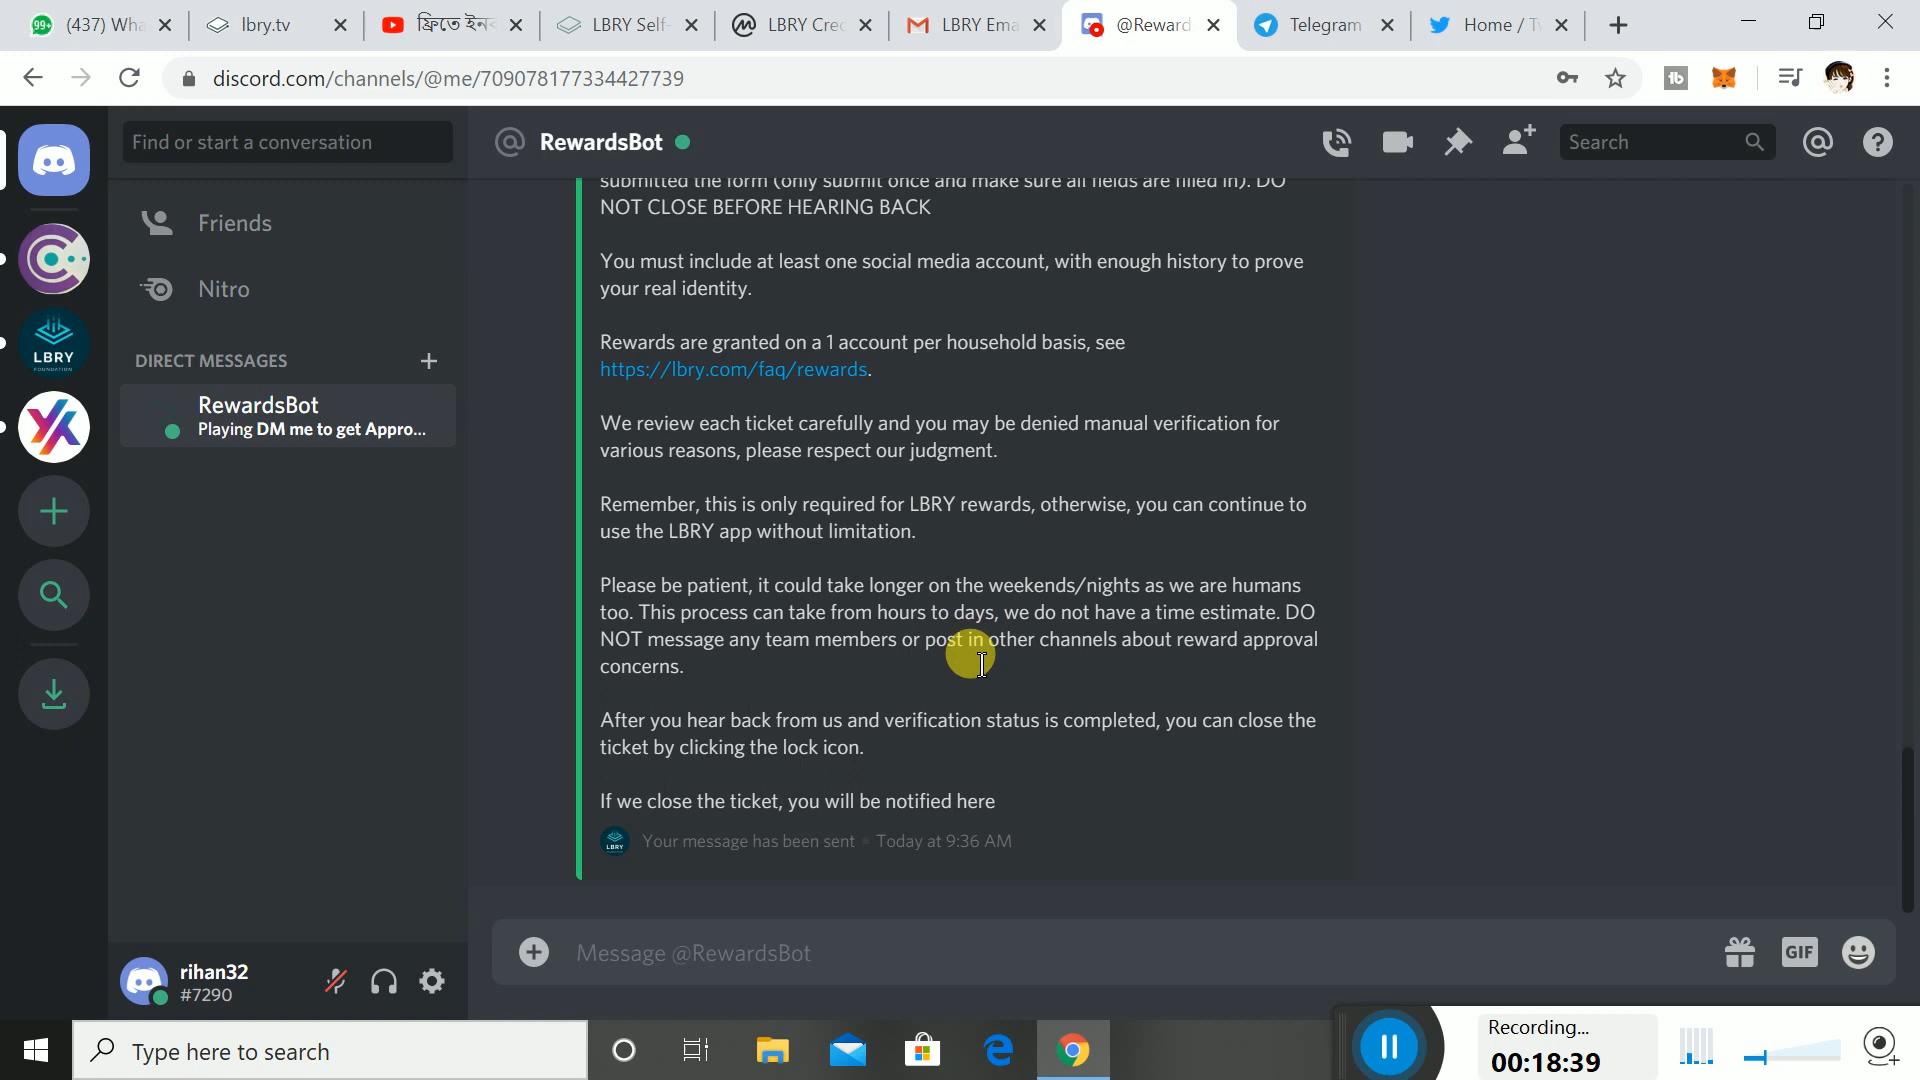 (437) Wha
lbry.tv
ফ্রিতে ইনক
LBRY Self-
LBRY Crec
LBRY Ema
@Reward
Telegram
Home / Tw
discord.com/channels/@me/709078177334427739
Find or start a conversation
RewardsBot
Search
Friends
Nitro
DIRECT MESSAGES
RewardsBot
Playing DM me to get Appro...
LBRY
FOUNDATION
submitted the form (only submit once and make sure all fields are filled in). DO
NOT CLOSE BEFORE HEARING BACK
You must include at least one social media account, with enough history to prove
your real identity.
Rewards are granted on a 1 account per household basis, see
https://lbry.com/faq/rewards.
We review each ticket carefully and you may be denied manual verification for
various reasons, please respect our judgment.
Remember, this is only required for LBRY rewards, otherwise, you can continue to
use the LBRY app without limitation.
Please be patient, it could take longer on the weekends/nights as we are humans
too. This process can take from hours to days, we do not have a time estimate. DO
NOT message any team members or post in other channels about reward approval
concerns.
After you hear back from us and verification status is completed, you can close the
ticket by clicking the lock icon.
If we close the ticket, you will be notified here
LBRY
Your message has been sent • Today at 9:36 AM
Message @RewardsBot
GIF
rihan32
#7290
Type here to search
Recording...
00:18:39